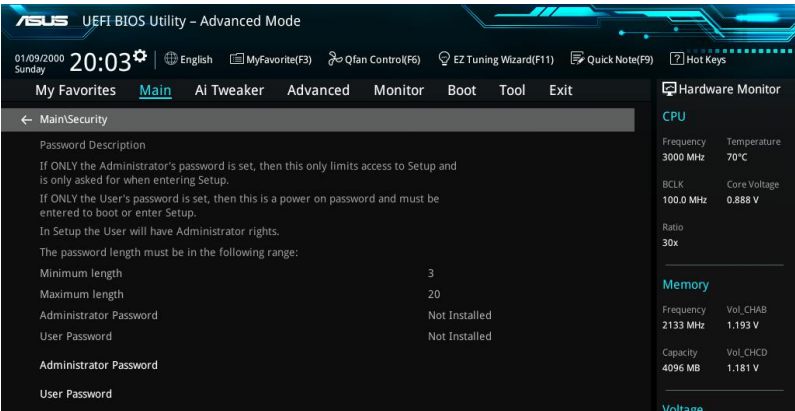 ASUS UEFI BIOS Utility – Advanced Mode
01/09/2000
Sunday
20:03
English
MyFavorite(F3)
Qfan Control(F6)
EZ Tuning Wizard(F11)
Quick Note(F9)
? Hot Keys
My Favorites Main Ai Tweaker Advanced Monitor Boot Tool Exit
Hardware Monitor
← Main\Security
Password Description
If ONLY the Administrator's password is set, then this only limits access to Setup and
is only asked for when entering Setup.
If ONLY the User's password is set, then this is a power on password and must be
entered to boot or enter Setup.
In Setup the User will have Administrator rights.
The password length must be in the following range:
Minimum length 3
Maximum length 20
Administrator Password Not Installed
User Password Not Installed
Administrator Password
User Password
CPU
Frequency Temperature
3000 MHz 70°C
BCLK Core Voltage
100.0 MHz 0.888 V
Ratio
30x
Memory
Frequency Vol_CHAB
2133 MHz 1.193 V
Capacity Vol_CHCD
4096 MB 1.181 V
Voltage